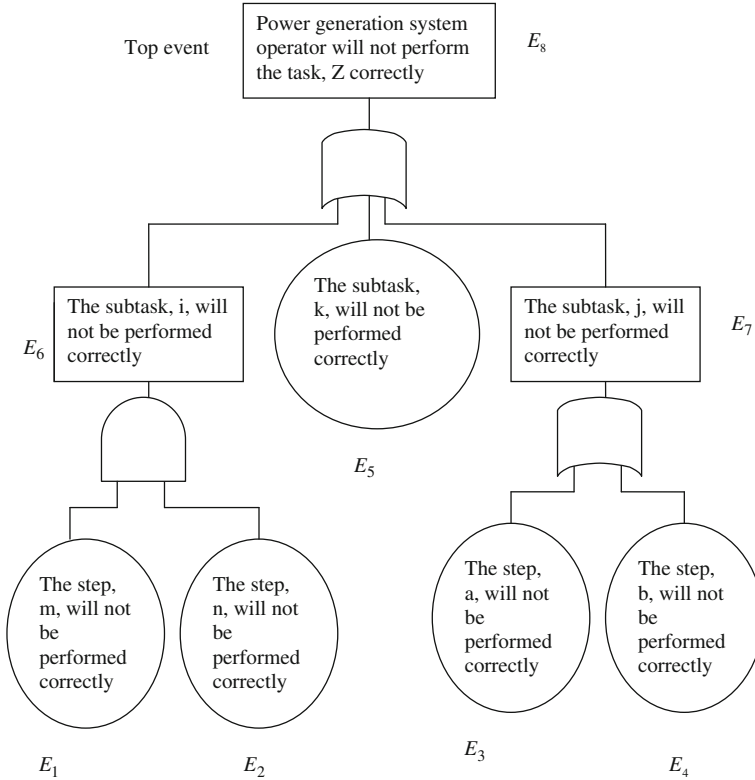 Top event
Power generation system
operator will not perform
the task, Z correctly
E₈
The subtask, i, will
not be performed
correctly
E₆
The subtask,
k, will not be
performed
correctly
E₅
The subtask, j, will
not be performed
correctly
E₇
The step,
m, will not
be
performed
correctly
E₁
The step,
n, will not
be
performed
correctly
E₂
The step,
a, will not
be
performed
correctly
E₃
The step,
b, will not
be
performed
correctly
E₄